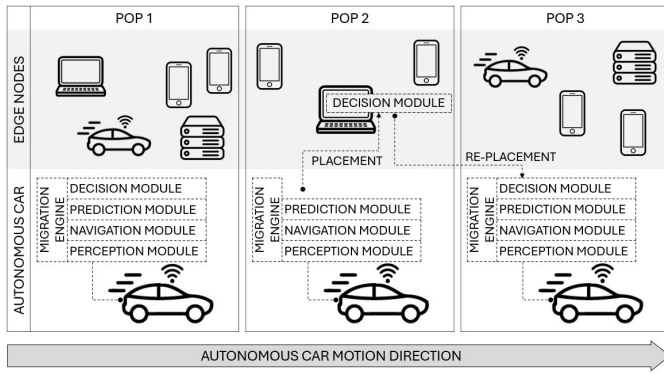 POP 1
POP 2
POP 3
EDGE NODES
DECISION MODULE
PLACEMENT
RE-PLACEMENT
AUTONOMOUS CAR
MIGRATION
ENGINE
DECISION MODULE
PREDICTION MODULE
NAVIGATION MODULE
PERCEPTION MODULE
MIGRATION
ENGINE
PREDICTION MODULE
NAVIGATION MODULE
PERCEPTION MODULE
MIGRATION
ENGINE
DECISION MODULE
PREDICTION MODULE
NAVIGATION MODULE
PERCEPTION MODULE
AUTONOMOUS CAR MOTION DIRECTION